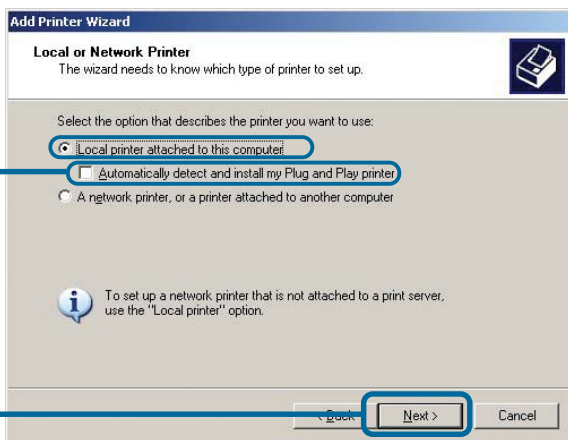 Add Printer Wizard
Local or Network Printer
The wizard needs to know which type of printer to set up.
Select the option that describes the printer you want to use:
Local printer attached to this computer
Automatically detect and install my Plug and Play printer
A network printer, or a printer attached to another computer
To set up a network printer that is not attached to a print server,
use the "Local printer" option.
< Back
Next >
Cancel